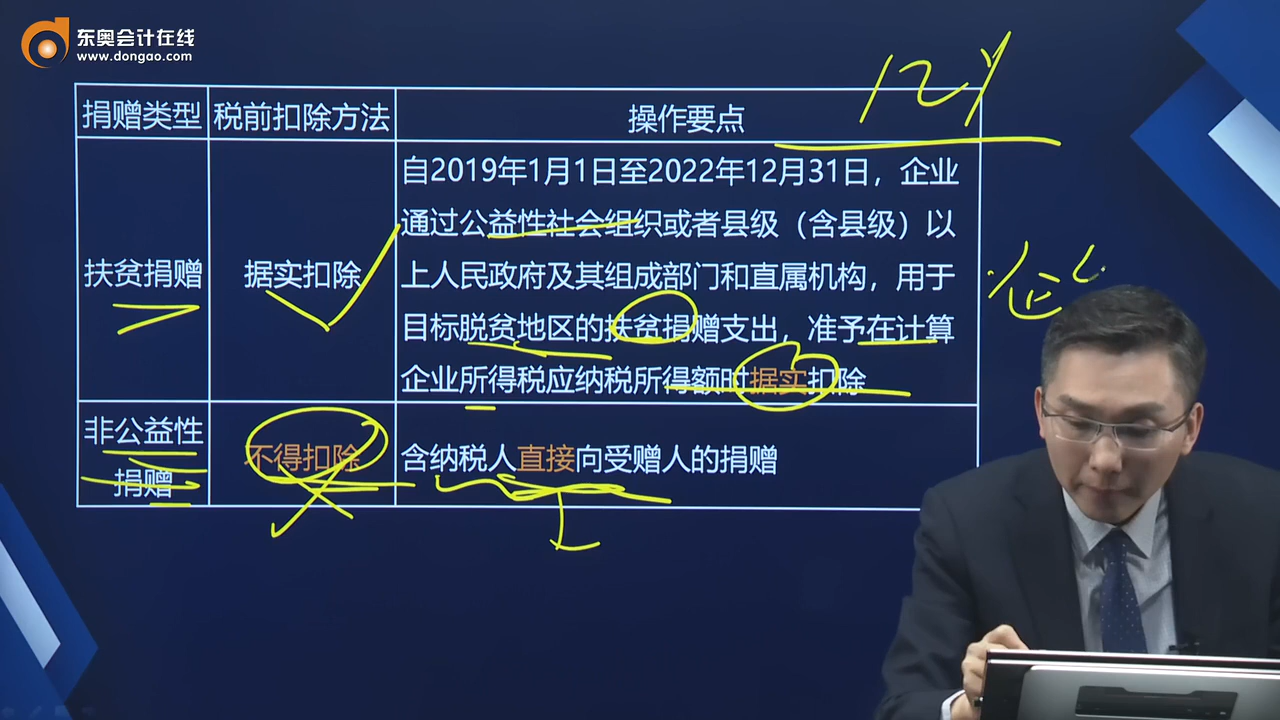 东奥会计在线
www.dongao.com
12%
捐赠类型 税前扣除方法 操作要点
扶贫捐赠 据实扣除
自2019年1月1日至2022年12月31日，企业
通过公益性社会组织或者县级（含县级）以
上人民政府及其组成部门和直属机构，用于
目标脱贫地区的扶贫捐赠支出，准予在计算
企业所得税应纳税所得额时据实扣除
非公益性
捐赠
不得扣除 含纳税人直接向受赠人的捐赠